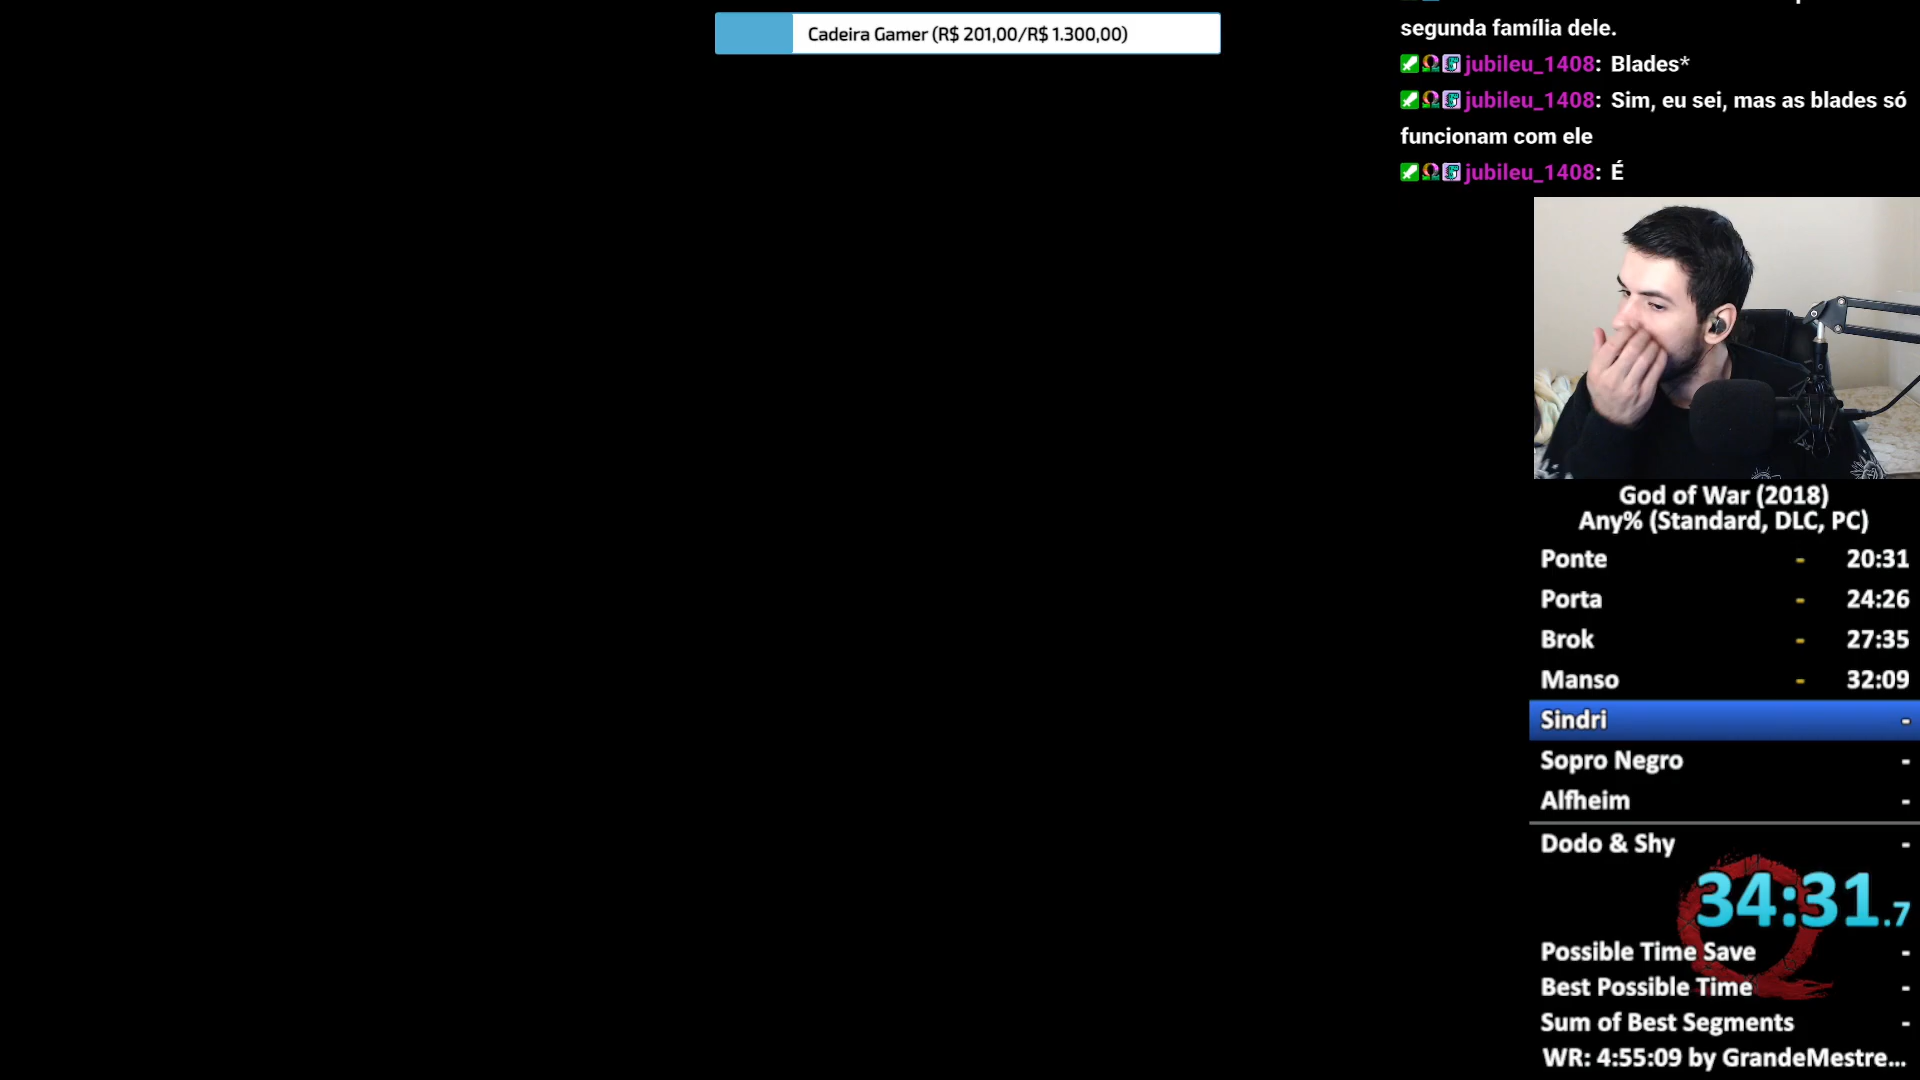 Cadeira Gamer (R$ 201,00/R$ 1.300,00)
segunda família dele.
jubileu_1408: Blades*
jubileu_1408: Sim, eu sei, mas as blades só
funcionam com ele
jubileu_1408: É
God of War (2018)
Any% (Standard, DLC, PC)
Ponte - 20:31
Porta - 24:26
Brok - 27:35
Manso - 32:09
Sindri -
Sopro Negro -
Alfheim -
Dodo & Shy -
34:31.7
Possible Time Save -
Best Possible Time -
Sum of Best Segments -
WR: 4:55:09 by GrandeMestre...